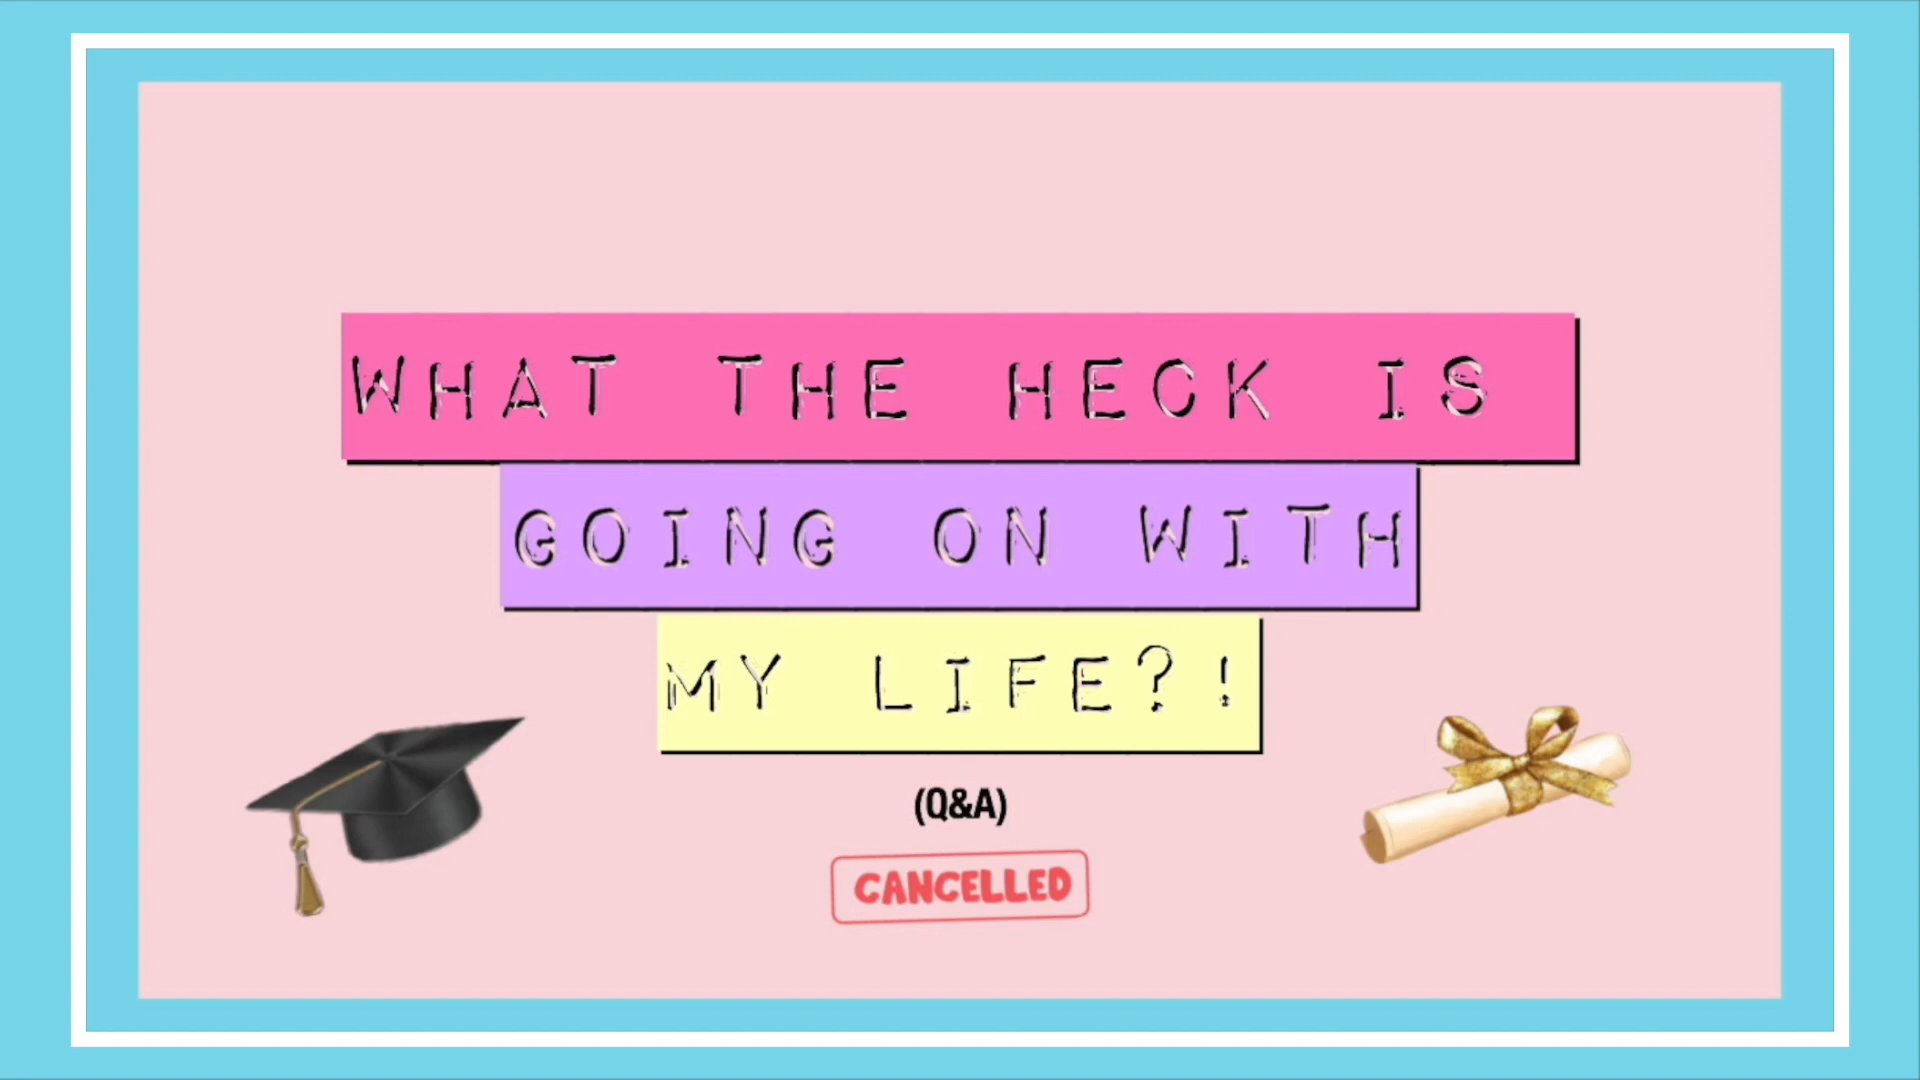 WHAT THE HECK IS
GOING ON WITH
MY LIFE?!
(Q&A)
CANCELLED